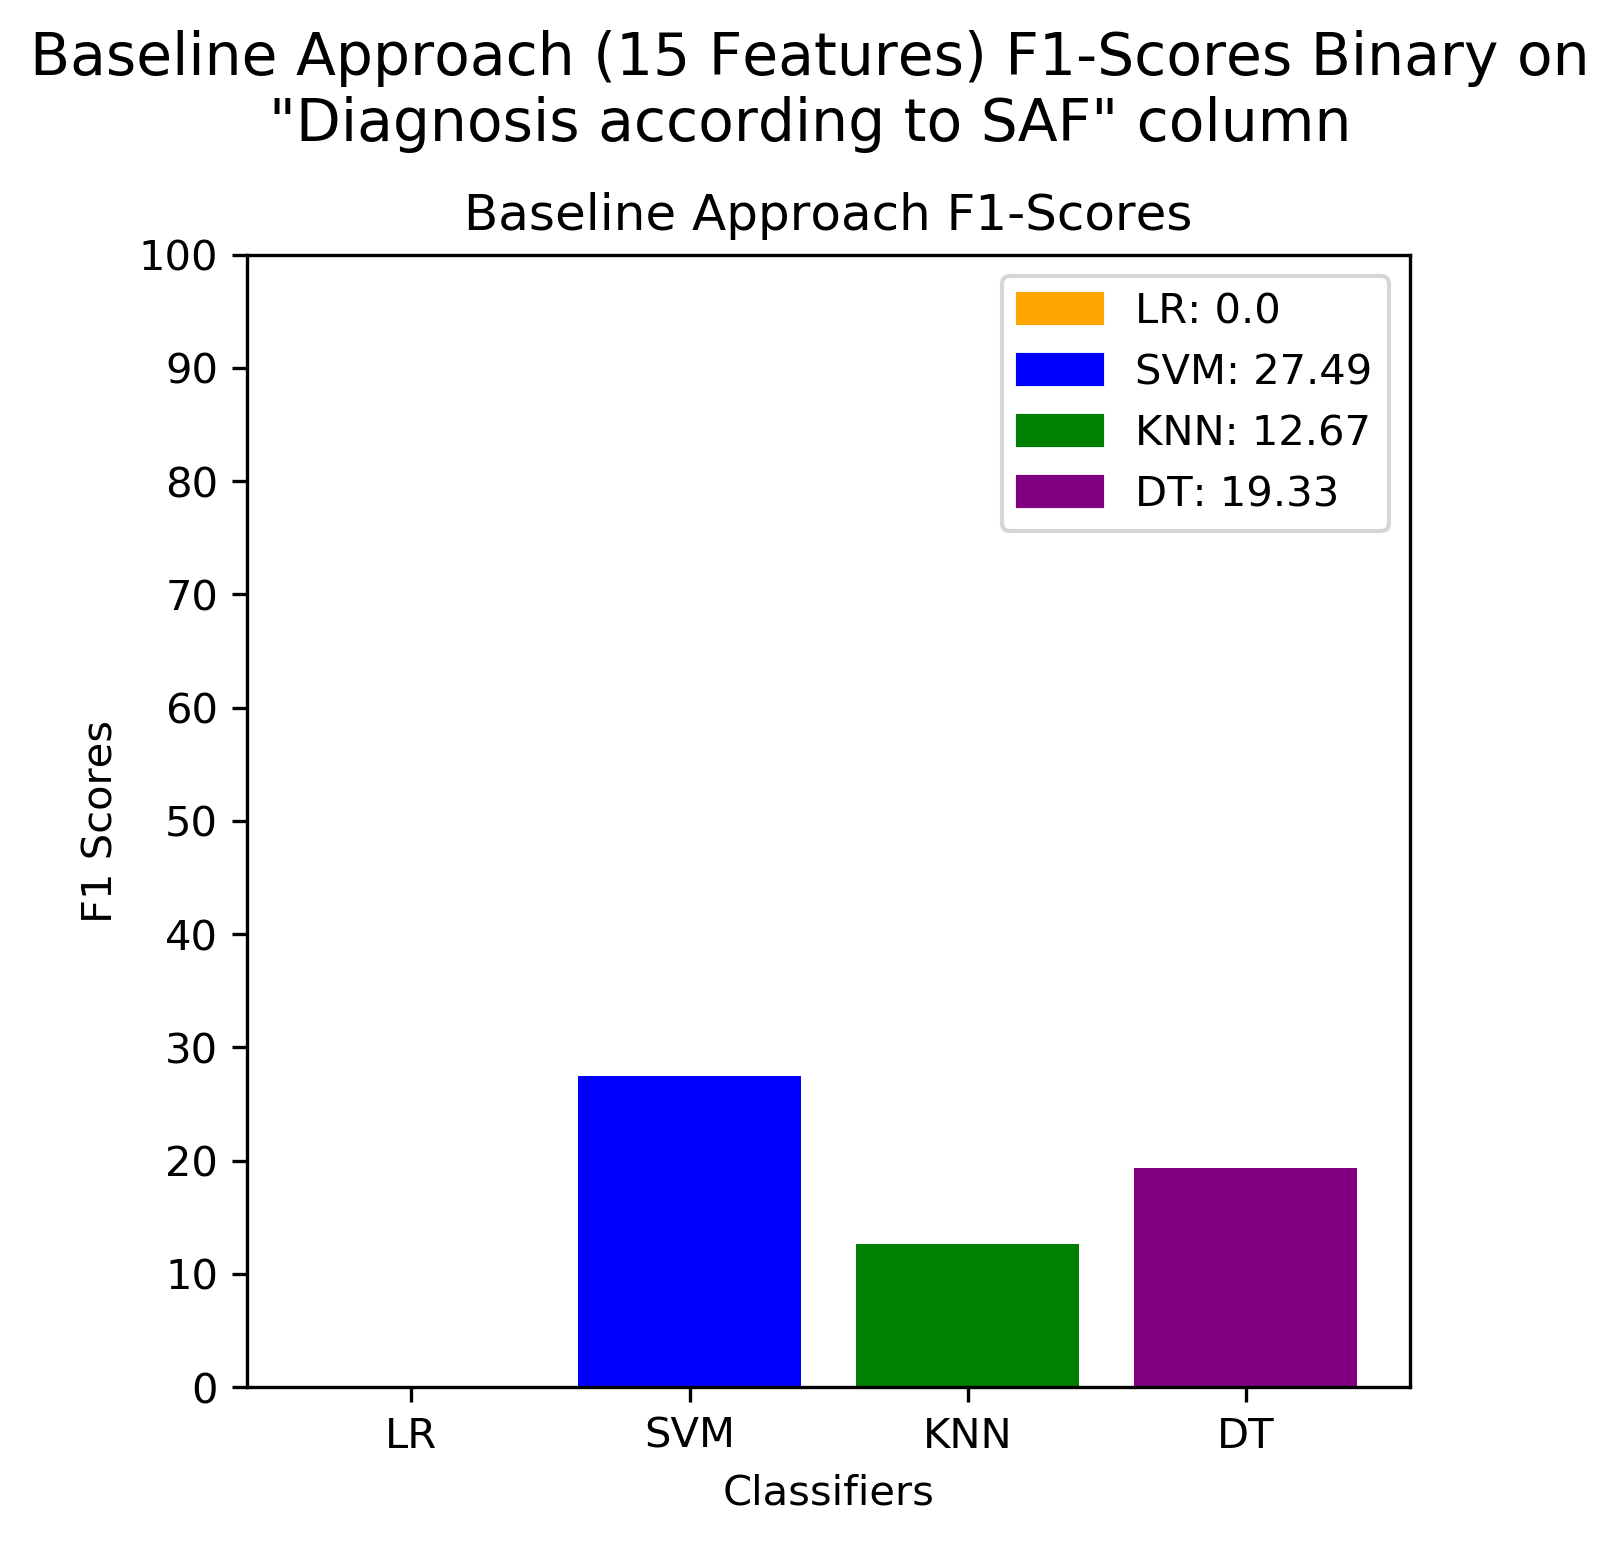 Baseline Approach (15 Features) F1-Scores Binary on
"Diagnosis according to SAF" column
Baseline Approach F1-Scores
100
90
80
70
60
50
40
30
20
10
0
F1 Scores
LR: 0.0
SVM: 27.49
KNN: 12.67
DT: 19.33
LR
SVM
KNN
DT
Classifiers